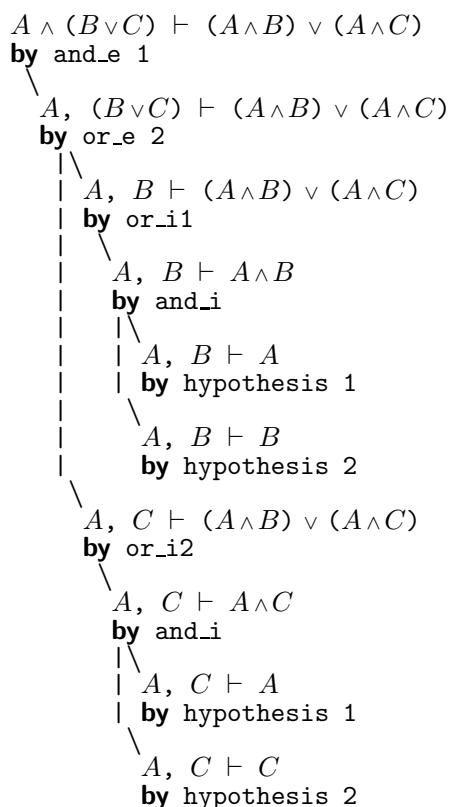 A ∧ (B ∨ C) ⊢ (A ∧ B) ∨ (A ∧ C)
by and_e 1
A, (B ∨ C) ⊢ (A ∧ B) ∨ (A ∧ C)
by or_e 2
A, B ⊢ (A ∧ B) ∨ (A ∧ C)
by or_i1
A, B ⊢ A ∧ B
by and_i
A, B ⊢ A
by hypothesis 1
A, B ⊢ B
by hypothesis 2
A, C ⊢ (A ∧ B) ∨ (A ∧ C)
by or_i2
A, C ⊢ A ∧ C
by and_i
A, C ⊢ A
by hypothesis 1
A, C ⊢ C
by hypothesis 2